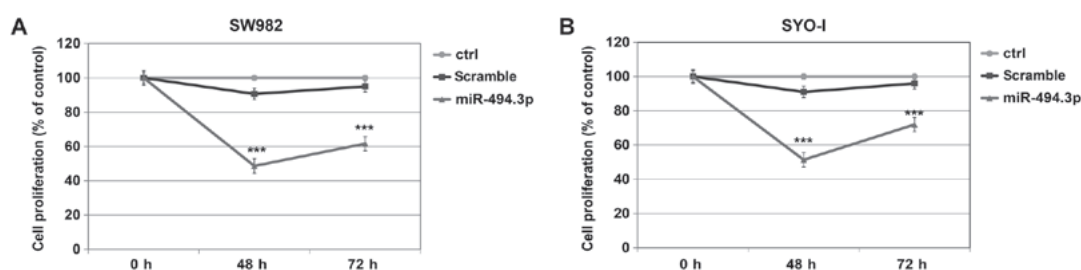 A
SW982
Cell proliferation (% of control)
120
100
80
60
40
20
0
***
***
0 h 48 h 72 h
ctrl
Scramble
miR-494.3p
B
SYO-I
Cell proliferation (% of control)
120
100
80
60
40
20
0
***
***
0 h 48 h 72 h
ctrl
Scramble
miR-494.3p